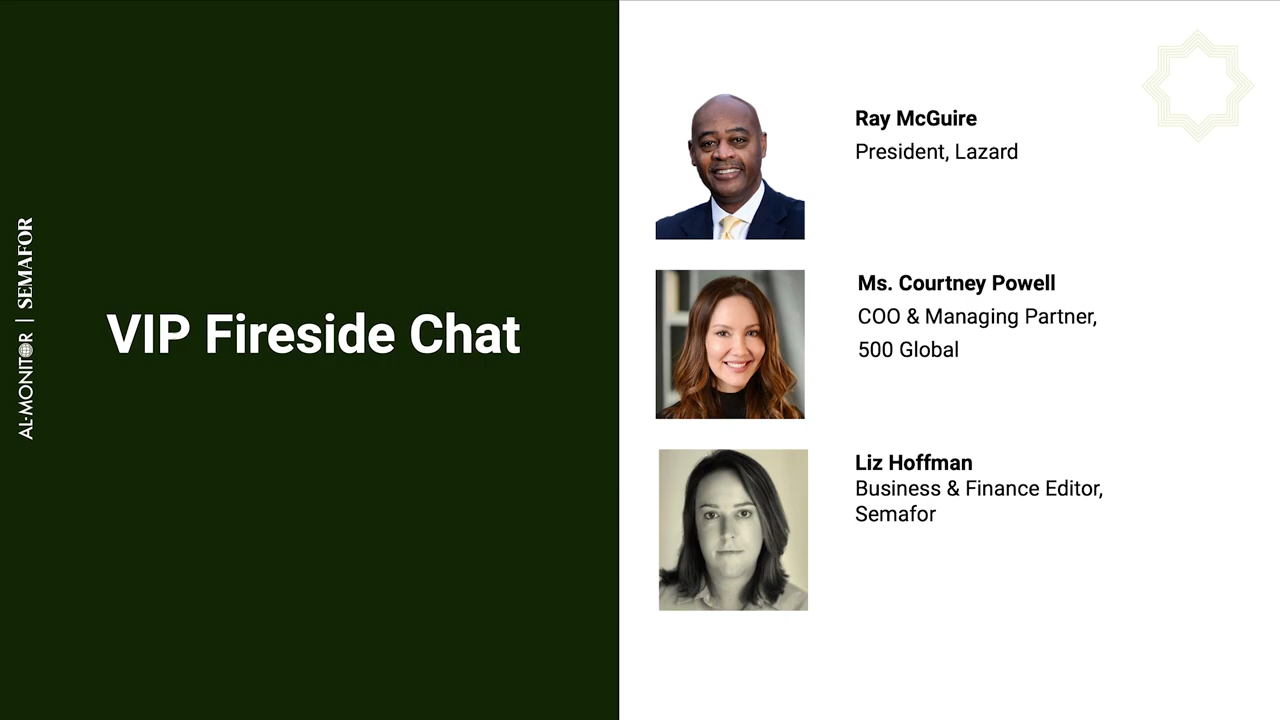 AL-MONITOR | SEMAFOR
VIP Fireside Chat
Ray McGuire
President, Lazard
Ms. Courtney Powell
COO & Managing Partner,
500 Global
Liz Hoffman
Business & Finance Editor,
Semafor